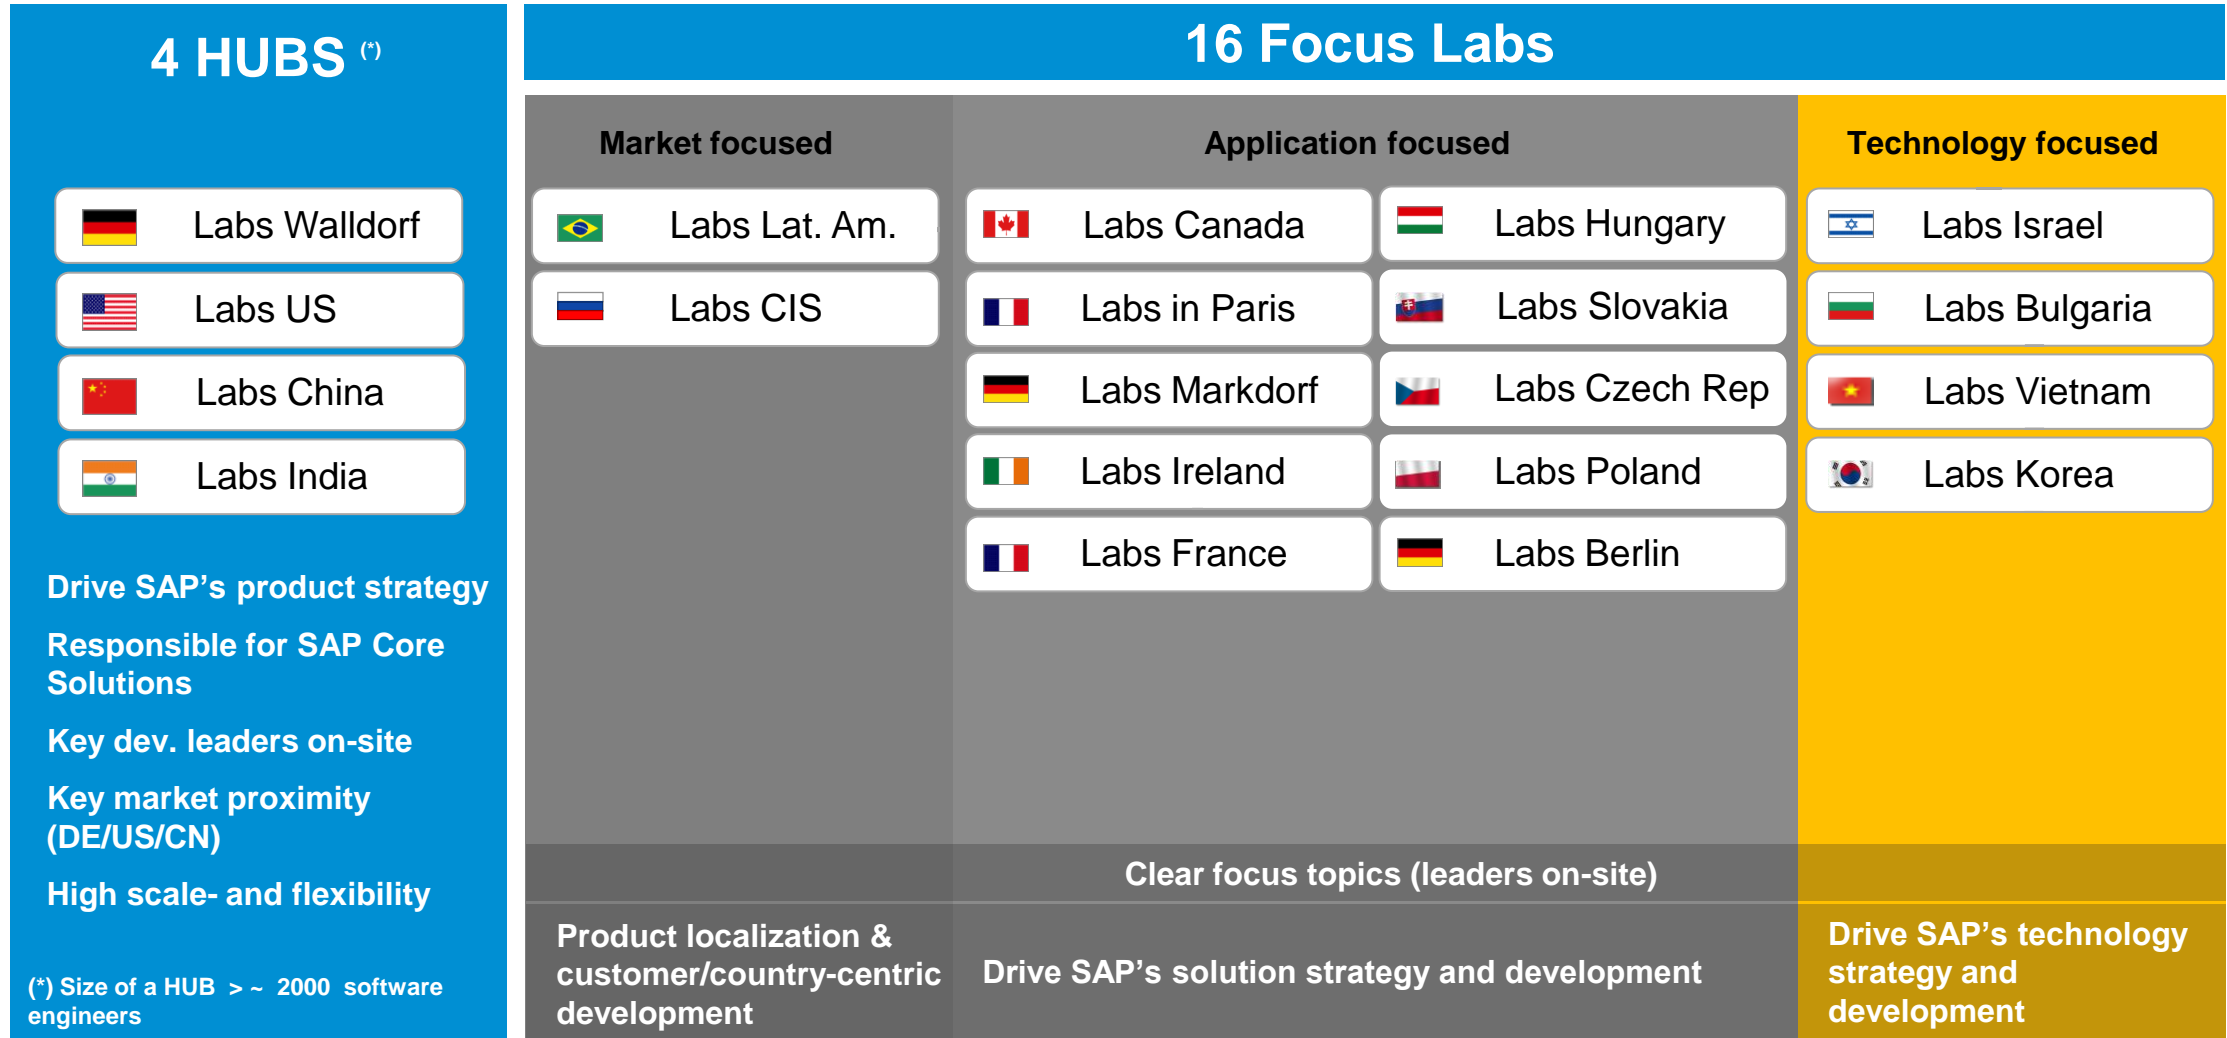 4 HUBS (*)
Labs Walldorf
Labs US
Labs China
Labs India
Drive SAP’s product strategy
Responsible for SAP Core
Solutions
Key dev. leaders on-site
Key market proximity
(DE/US/CN)
High scale- and flexibility
(*) Size of a HUB > ~ 2000 software
engineers
16 Focus Labs
Market focused
Labs Lat. Am.
Labs CIS
Application focused
Labs Canada
Labs in Paris
Labs Markdorf
Labs Ireland
Labs France
Labs Hungary
Labs Slovakia
Labs Czech Rep
Labs Poland
Labs Berlin
Technology focused
Labs Israel
Labs Bulgaria
Labs Vietnam
Labs Korea
Clear focus topics (leaders on-site)
Product localization &
customer/country-centric
development
Drive SAP’s solution strategy and development
Drive SAP’s technology
strategy and
development